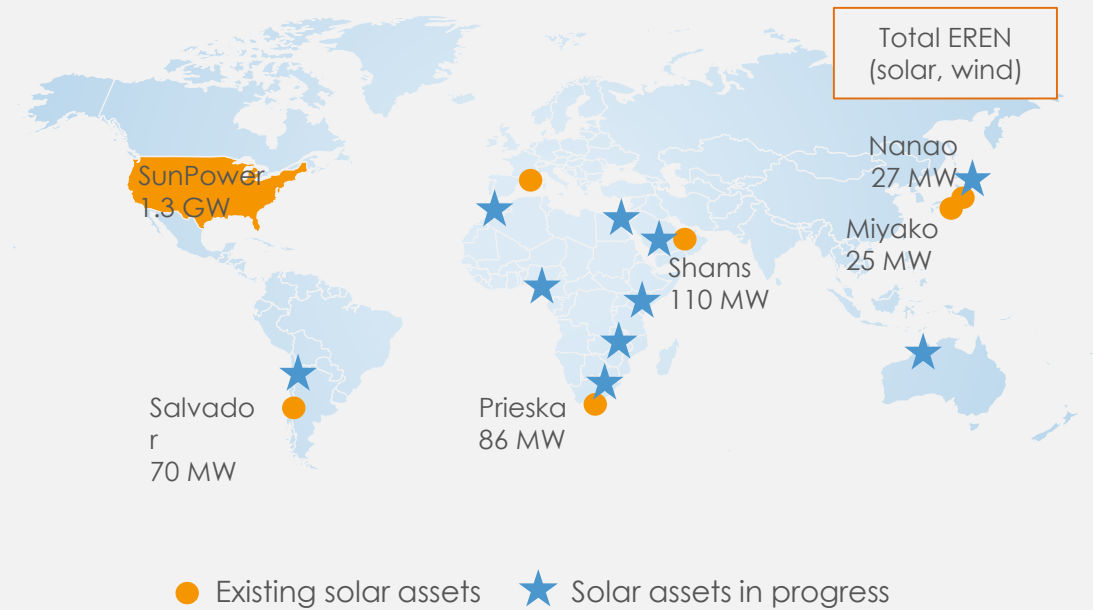 Total EREN
(solar, wind)
Nanao
27 MW
SunPower
1.3 GW
Miyako
25 MW
Shams
110 MW
Salvado
r
70 MW
Prieska
86 MW
Existing solar assets
Solar assets in progress